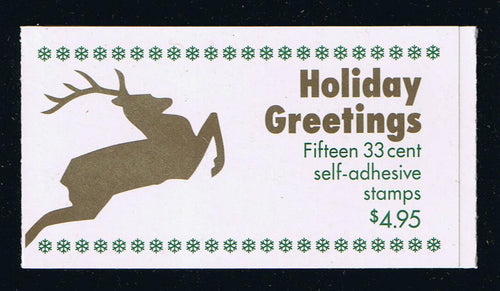 Holiday
Greetings
Fifteen 33 cent
self-adhesive
stamps
$4.95